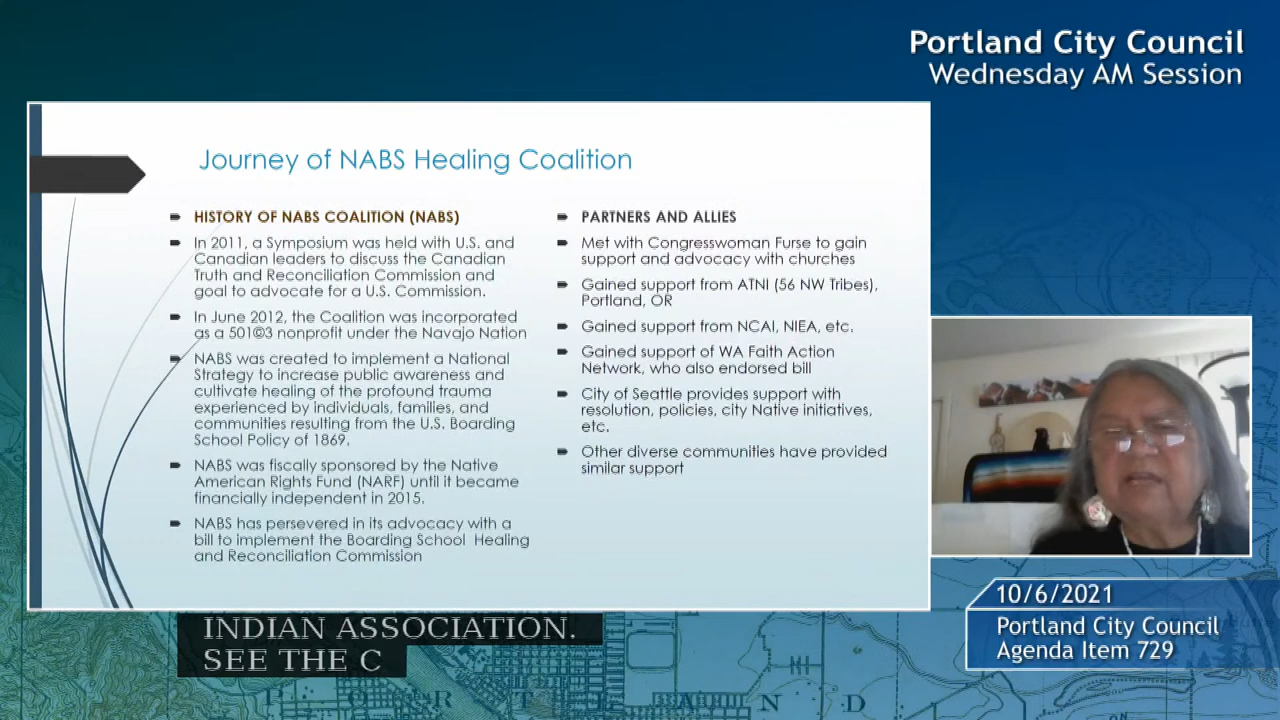 Portland City Council
Wednesday AM Session
Journey of NABS Healing Coalition
HISTORY OF NABS COALITION (NABS)
In 2011, a Symposium was held with U.S. and
Canadian leaders to discuss the Canadian
Truth and Reconciliation Commission and
goal to advocate for a U.S. Commission.
In June 2012, the Coalition was incorporated
as a 501©3 nonprofit under the Navajo Nation
NABS was created to implement a National
Strategy to increase public awareness and
cultivate healing of the profound trauma
experienced by individuals, families, and
communities resulting from the U.S. Boarding
School Policy of 1869.
NABS was fiscally sponsored by the Native
American Rights Fund (NARF) until it became
financially independent in 2015.
NABS has persevered in its advocacy with a
bill to implement the Boarding School Healing
and Reconciliation Commission
PARTNERS AND ALLIES
Met with Congresswoman Furse to gain
support and advocacy with churches
Gained support from ATNI (56 NW Tribes),
Portland, OR
Gained support from NCAI, NIEA, etc.
Gained support of WA Faith Action
Network, who also endorsed bill
City of Seattle provides support with
resolution, policies, city Native initiatives,
etc.
Other diverse communities have provided
similar support
10/6/2021
Portland City Council
Agenda Item 729
INDIAN ASSOCIATION.
SEE THE C